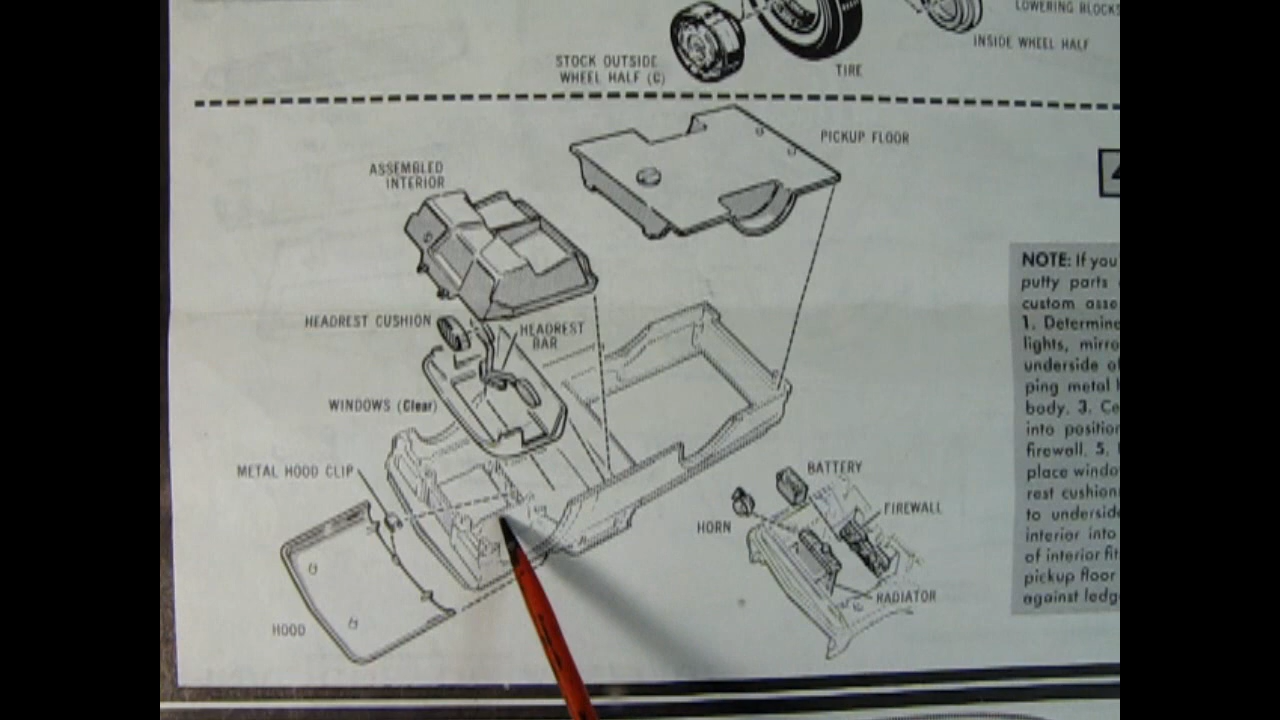 LOWERING BLOCKS
INSIDE WHEEL HALF
STOCK OUTSIDE
WHEEL HALF (C)
TIRE
PICKUP FLOOR
ASSEMBLED
INTERIOR
HEADREST CUSHION
HEADREST
BAR
WINDOWS (Clear)
METAL HOOD CLIP
HOOD
BATTERY
HORN
FIREWALL
RADIATOR
NOTE: If you
putty parts
custom asse
1. Determine
lights, mirro
underside of
ping metal
body. 3. Ce
into position
firewall. 5.
place windo
rest cushion
to underside
interior into
of interior fit
pickup floor
against ledg